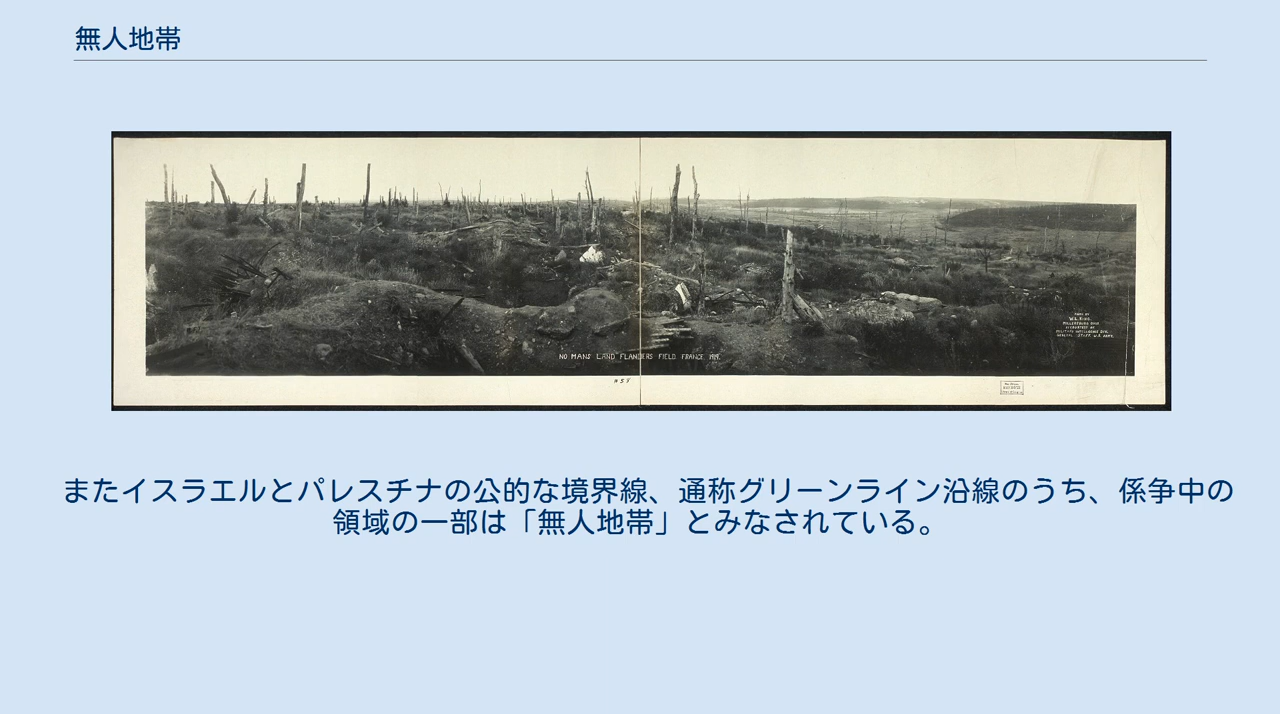 無人地帯
NO MANS LAND FLANDERS FIELD FRANCE 1919.
またイスラエルとパレスチナの公的な境界線、通称グリーンライン沿線のうち、係争中の
領域の一部は「無人地帯」とみなされている。